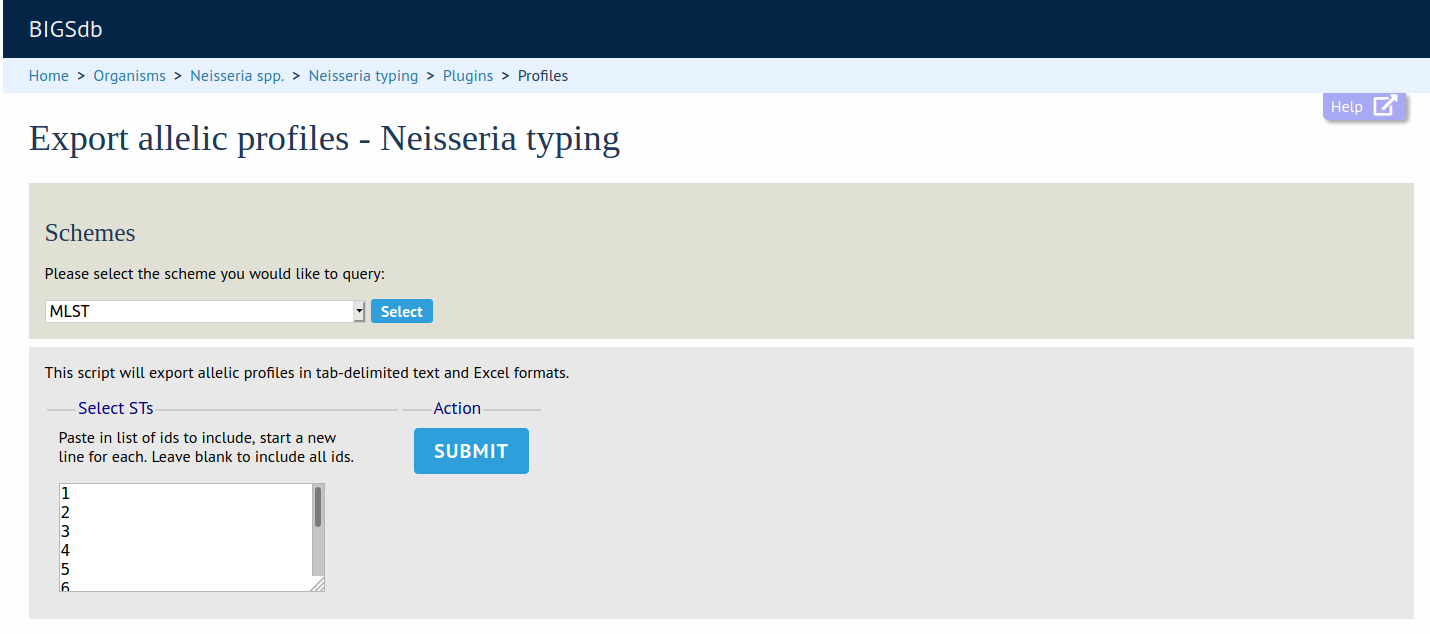 BIGSdb
Home > Organisms > Neisseria spp. > Neisseria typing > Plugins > Profiles
Help
Export allelic profiles - Neisseria typing
Schemes
Please select the scheme you would like to query:
MLST Select
This script will export allelic profiles in tab-delimited text and Excel formats.
Select STs
Paste in list of ids to include, start a new
line for each. Leave blank to include all ids.
1
2
3
4
5
6
Action
SUBMIT